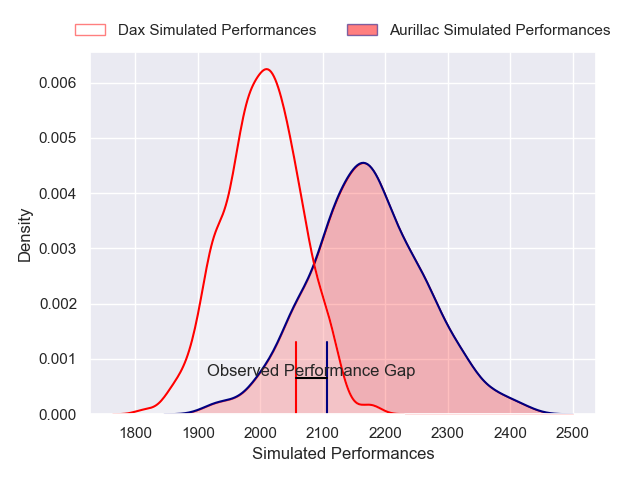 Dax Simulated Performances
Aurillac Simulated Performances
0.006
0.005
0.004
0.003
0.002
0.001
0.000
Density
Observed Performance Gap
1800 1900 2000 2100 2200 2300 2400 2500
Simulated Performances